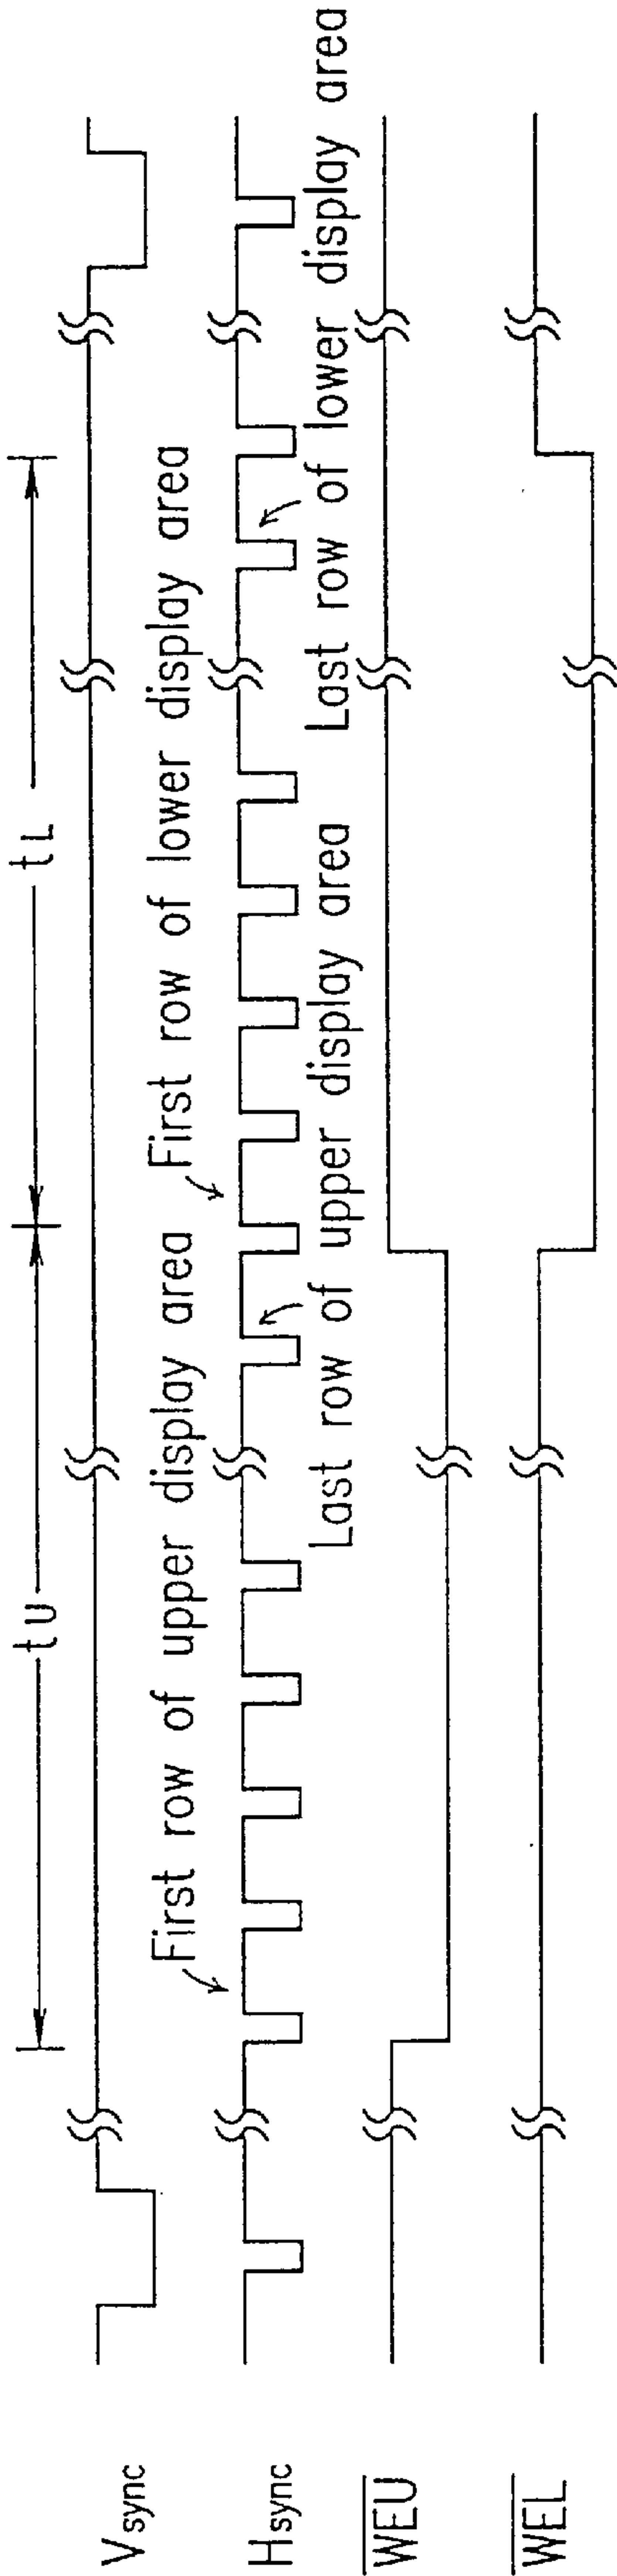 tU
tL
Vsync
First row of upper display area
First row of lower display area
Hsync
Last row of upper display area
Last row of lower display area
WEU
WEL